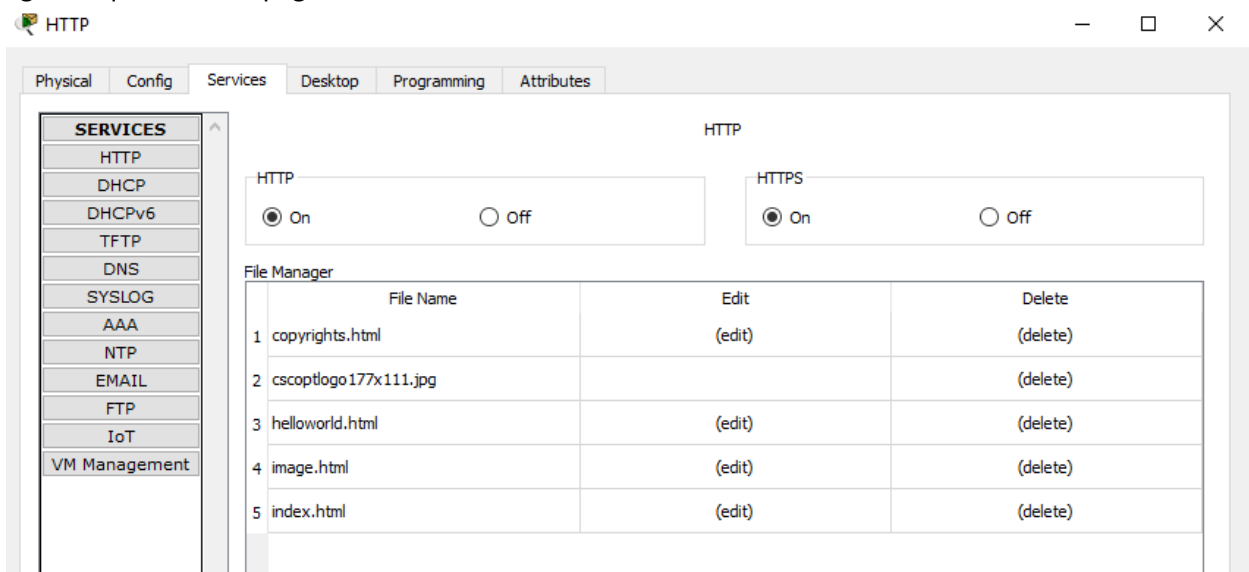 HTTP
Physical Config Services Desktop Programming Attributes
SERVICES
HTTP
DHCP
DHCPv6
TFTP
DNS
SYSLOG
AAA
NTP
EMAIL
FTP
IoT
VM Management
HTTP
HTTP
On Off
HTTPS
On Off
File Manager
File Name Edit Delete
1 copyrights.html (edit) (delete)
2 cscoptlogo177x111.jpg (delete)
3 helloworld.html (edit) (delete)
4 image.html (edit) (delete)
5 index.html (edit) (delete)